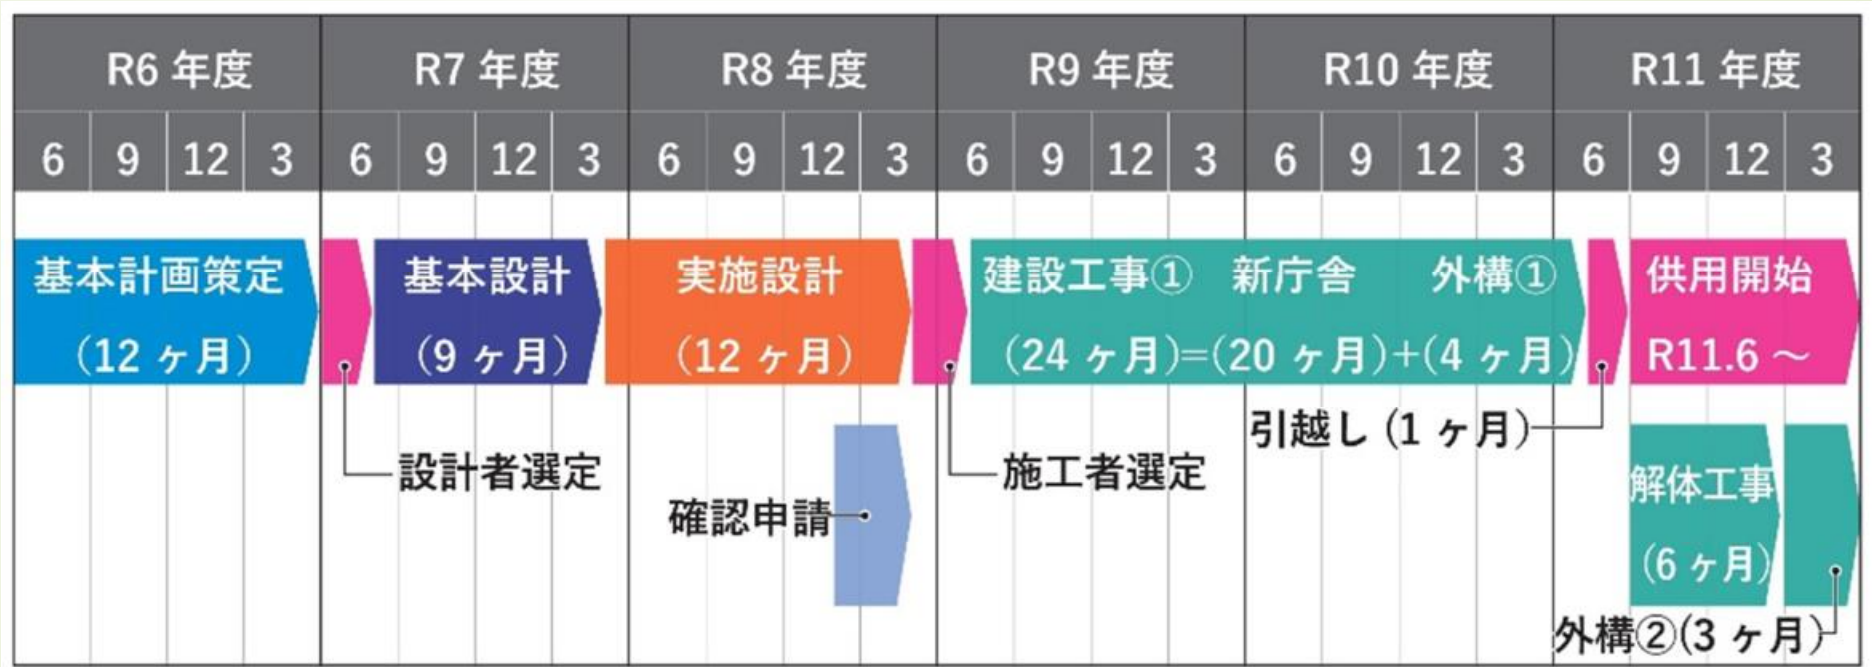 R6 年度 R7 年度 R8 年度 R9 年度 R10 年度 R11 年度
6 9 12 3 6 9 12 3 6 9 12 3 6 9 12 3 6 9 12 3 6 9 12 3
基本計画策定
(12 ヶ月)
基本設計
(9 ヶ月)
実施設計
(12 ヶ月)
建設工事① 新庁舎 外構①
(24 ヶ月)=(20 ヶ月)+(4 ヶ月)
供用開始
R11.6 ～
引越し (1 ヶ月)
設計者選定
施工者選定
確認申請
解体工事
(6 ヶ月)
外構②(3 ヶ月)